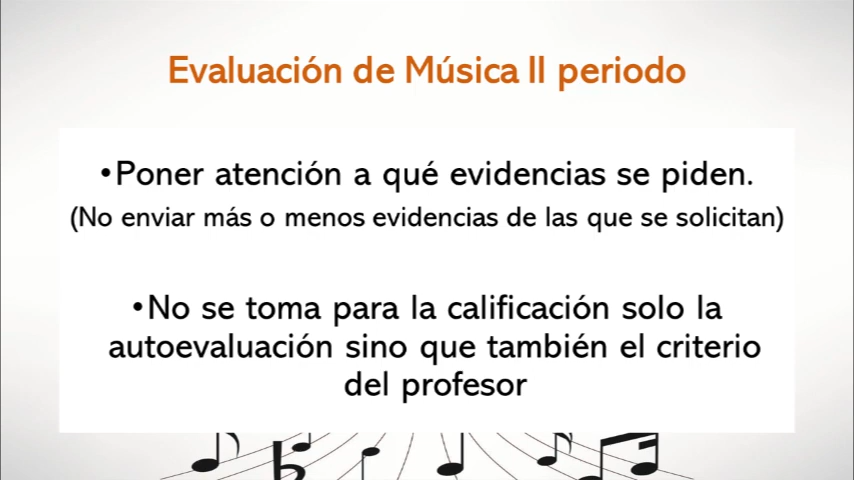 Evaluación de Música II periodo
•Poner atención a qué evidencias se piden.
(No enviar más o menos evidencias de las que se solicitan)
•No se toma para la calificación solo la
autoevaluación sino que también el criterio
del profesor